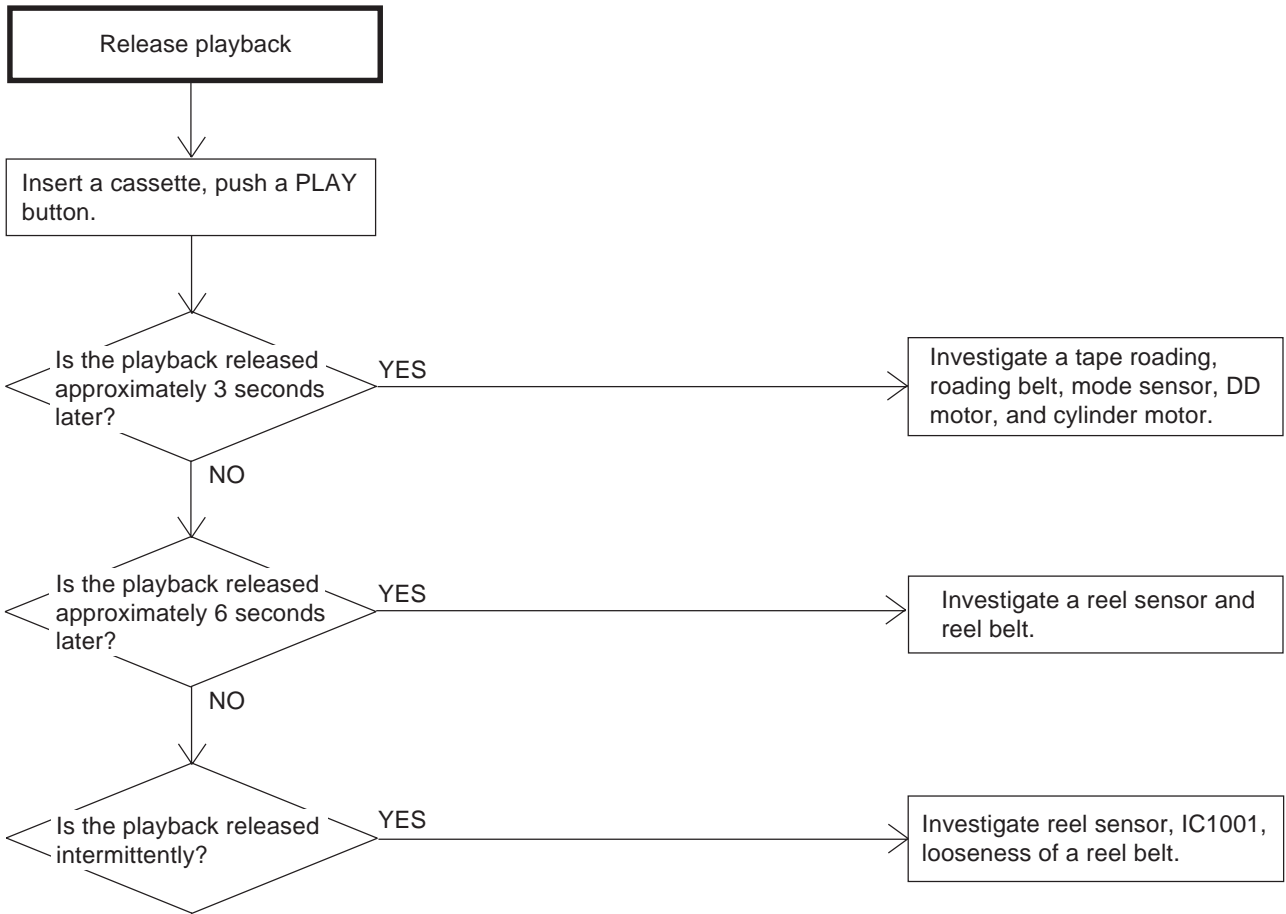 Release playback
Insert a cassette, push a PLAY
button.
Is the playback released
approximately 3 seconds
later?
YES
Investigate a tape roading,
roading belt, mode sensor, DD
motor, and cylinder motor.
NO
Is the playback released
approximately 6 seconds
later?
YES
Investigate a reel sensor and
reel belt.
NO
Is the playback released
intermittently?
YES
Investigate reel sensor, IC1001,
looseness of a reel belt.